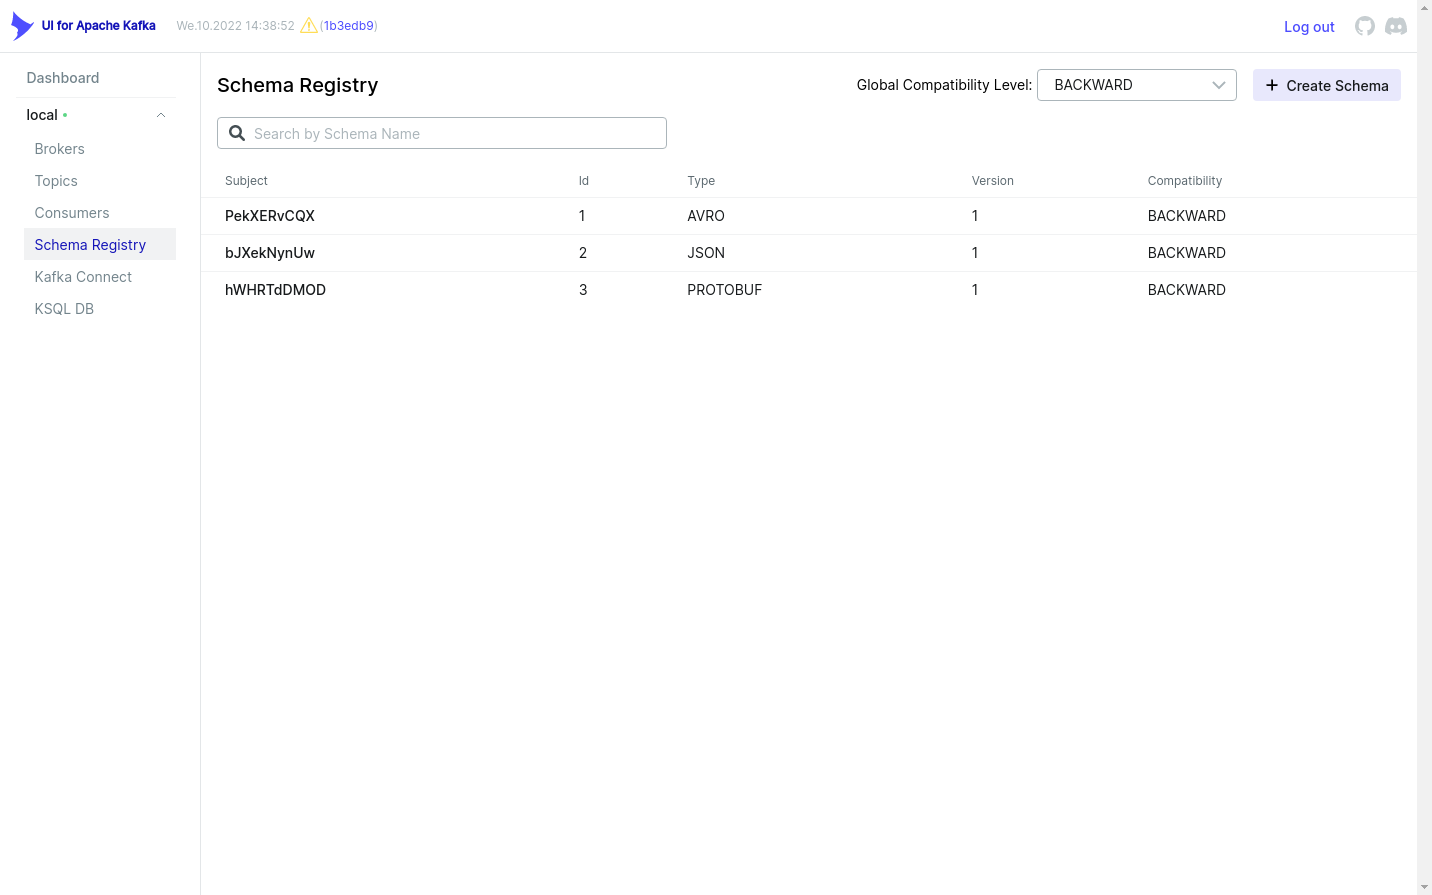 UI for Apache Kafka We.10.2022 14:38:52 (1b3edb9) Log out
Dashboard
local
Brokers
Topics
Consumers
Schema Registry
Kafka Connect
KSQL DB
Schema Registry Global Compatibility Level: BACKWARD Create Schema
Search by Schema Name
Subject Id Type Version Compatibility
PekXERvCQX 1 AVRO 1 BACKWARD
bJXekNynUw 2 JSON 1 BACKWARD
hWHRTdDMOD 3 PROTOBUF 1 BACKWARD